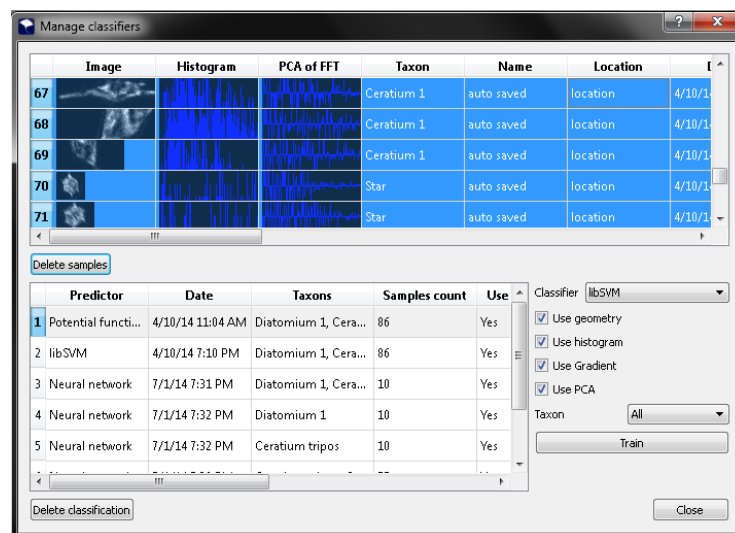 Manage classifiers
Image Histogram PCA of FFT Taxon Name Location
67 Ceratium 1 auto saved location 4/10/1
68 Ceratium 1 auto saved location 4/10/1
69 Ceratium 1 auto saved location 4/10/1
70 Star auto saved location 4/10/1
71 Star auto saved location 4/10/1
Delete samples
Predictor Date Taxons Samples count Use
1 Potential functi... 4/10/14 11:04 AM Diatomium 1, Cera... 86 Yes
2 libSVM 4/10/14 7:10 PM Diatomium 1, Cera... 86 Yes
3 Neural network 7/1/14 7:31 PM Diatomium 1, Cera... 10 Yes
4 Neural network 7/1/14 7:32 PM Diatomium 1 10 Yes
5 Neural network 7/1/14 7:32 PM Ceratium tripos 10 Yes
Classifier libSVM
Use geometry
Use histogram
Use Gradient
Use PCA
Taxon All
Train
Delete classification
Close